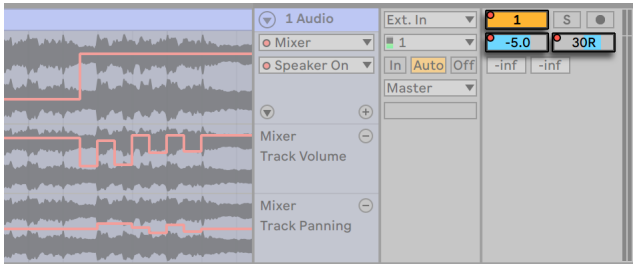 1 Audio
Ext. In
1
S
Mixer
1
-5.0
30R
Speaker On
In
Auto
Off
-inf
-inf
Master
Mixer
Track Volume
Mixer
Track Panning